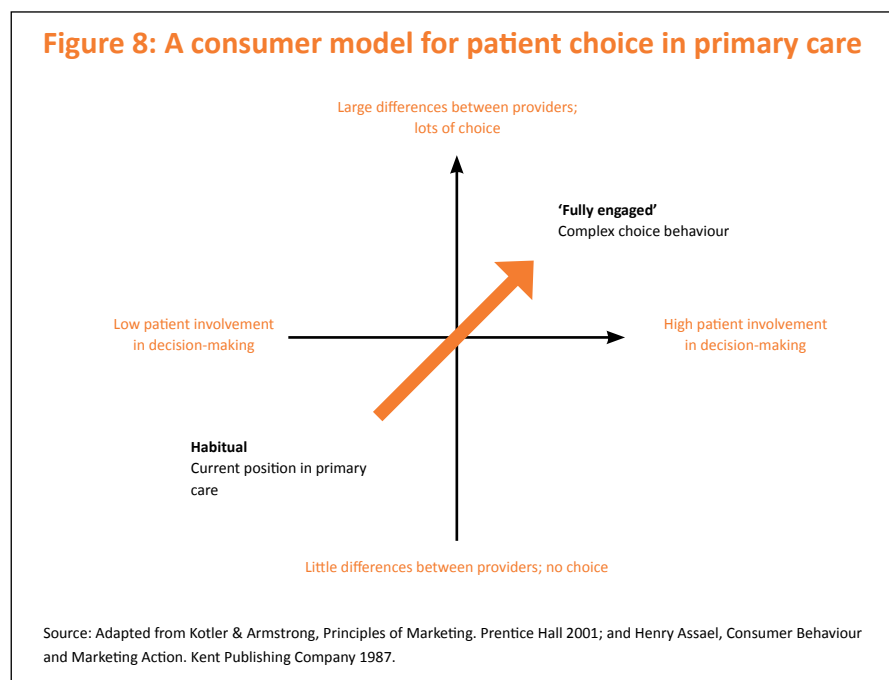 Figure 8: A consumer model for patient choice in primary care
Large differences between providers;
lots of choice
‘Fully engaged’
Complex choice behaviour
Low patient involvement
in decision-making
High patient involvement
in decision-making
Habitual
Current position in primary
care
Little differences between providers; no choice
Source: Adapted from Kotler & Armstrong, Principles of Marketing. Prentice Hall 2001; and Henry Assael, Consumer Behaviour
and Marketing Action. Kent Publishing Company 1987.